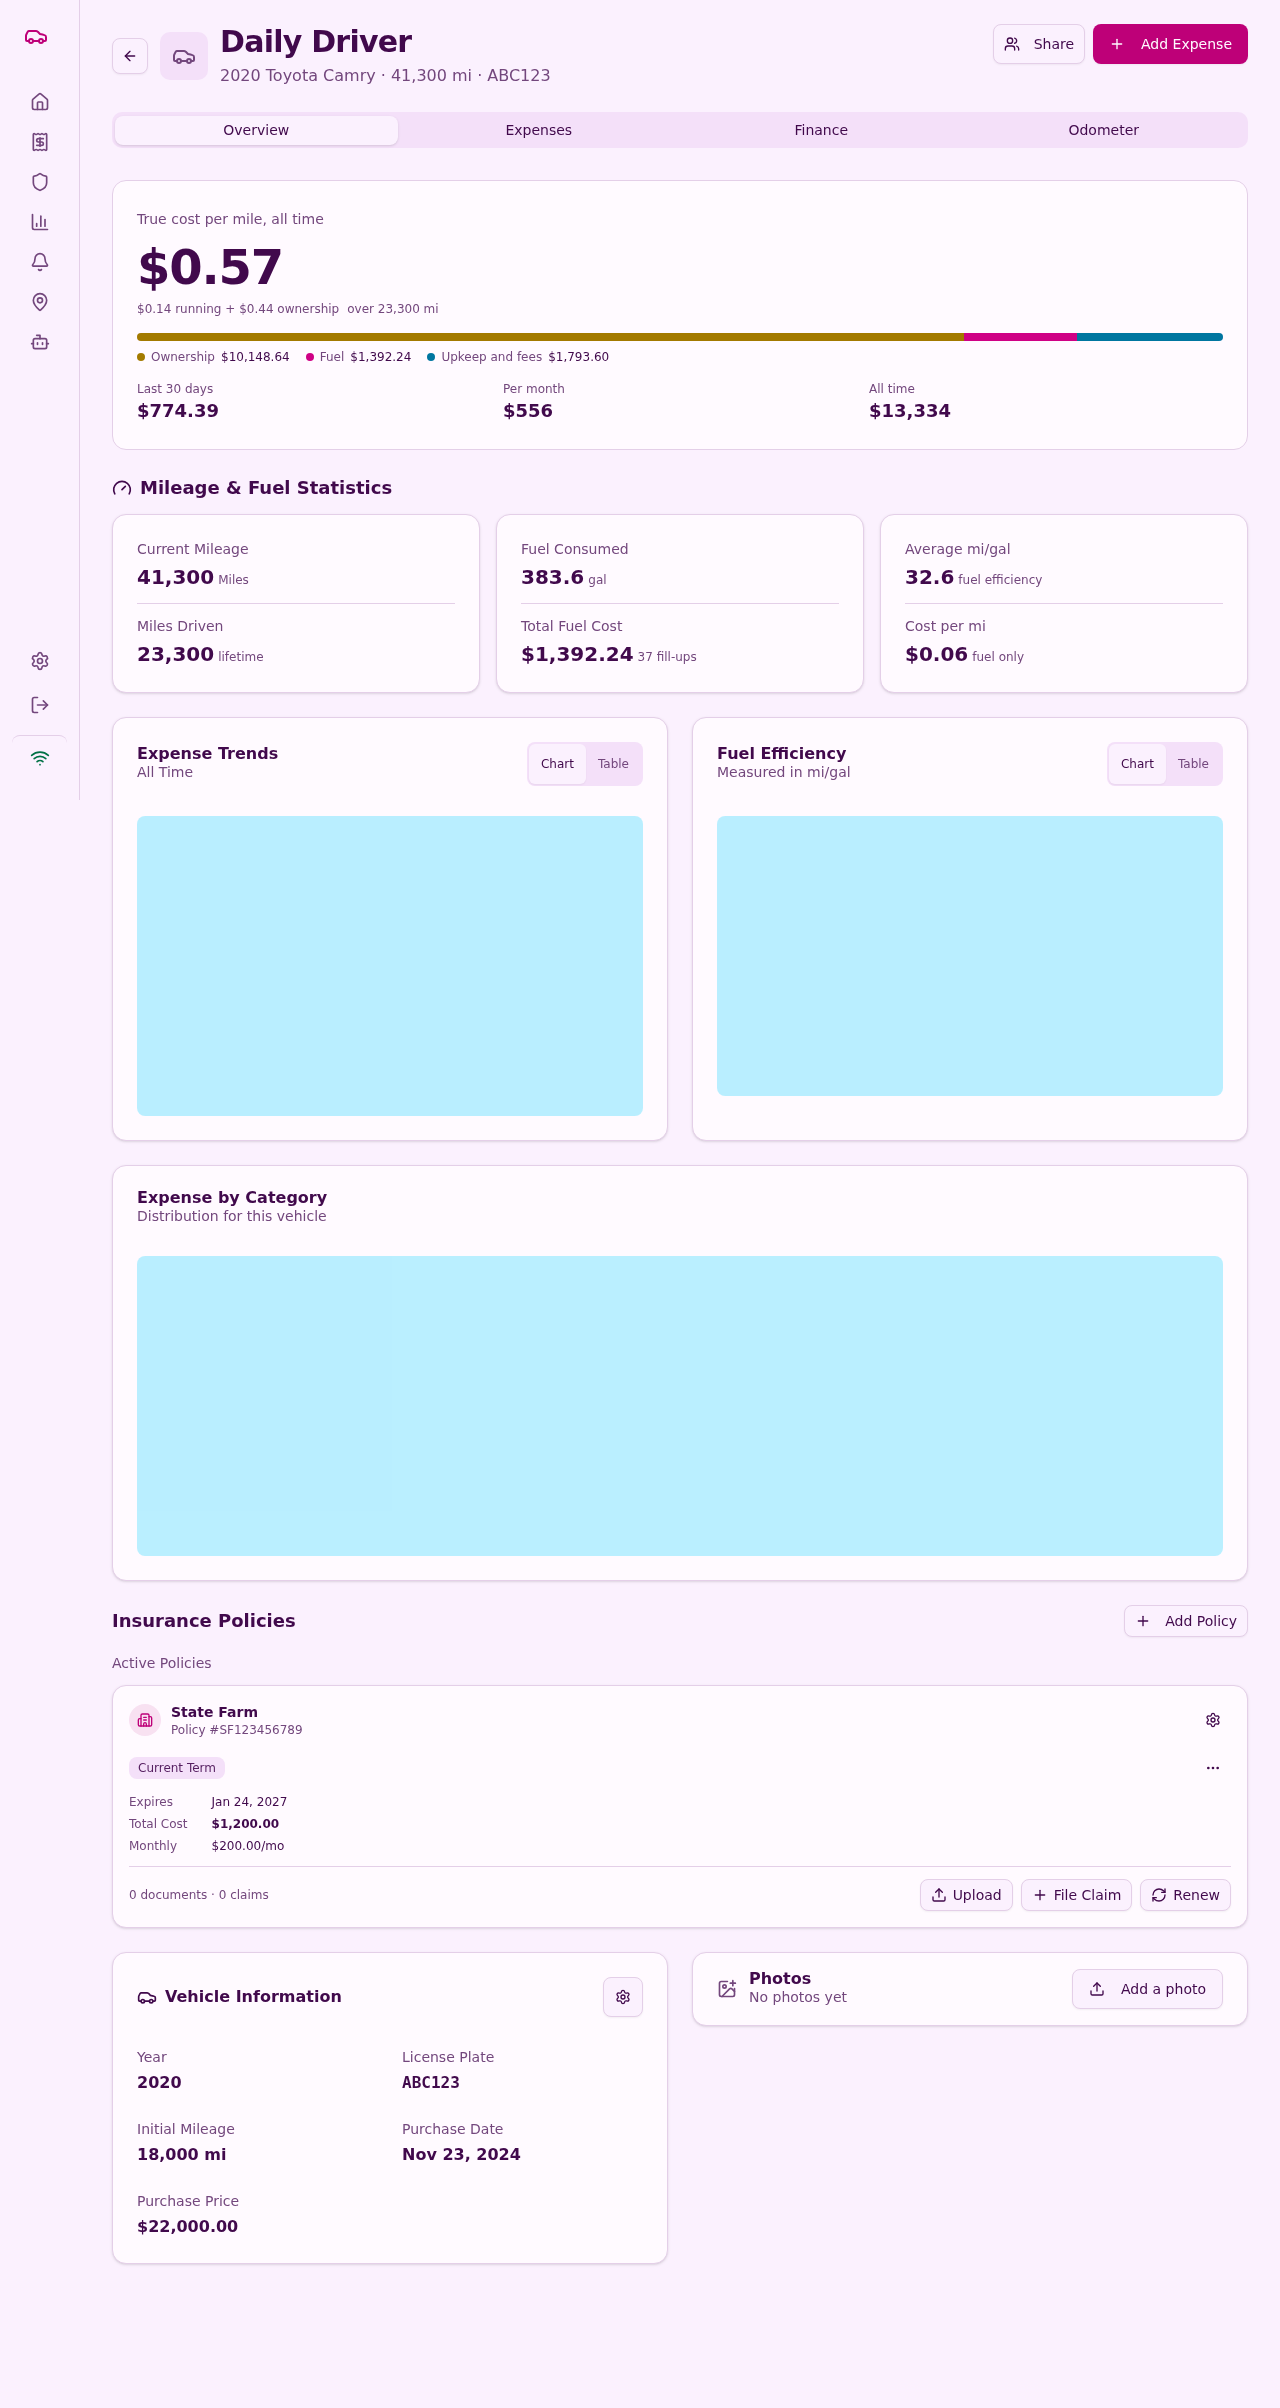 Daily Driver
2020 Toyota Camry · 41,300 mi · ABC123
Share
Add Expense
Overview
Expenses
Finance
Odometer
True cost per mile, all time
$0.57
$0.14 running + $0.44 ownership over 23,300 mi
Ownership $10,148.64 Fuel $1,392.24 Upkeep and fees $1,793.60
Last 30 days
$774.39
Per month
$556
All time
$13,334
Mileage & Fuel Statistics
Current Mileage
41,300 Miles
Miles Driven
23,300 lifetime
Fuel Consumed
383.6 gal
Total Fuel Cost
$1,392.24 37 fill-ups
Average mi/gal
32.6 fuel efficiency
Cost per mi
$0.06 fuel only
Expense Trends
All Time
Chart
Table
Fuel Efficiency
Measured in mi/gal
Chart
Table
Expense by Category
Distribution for this vehicle
Insurance Policies
Add Policy
Active Policies
State Farm
Policy #SF123456789
Current Term
Expires Jan 24, 2027
Total Cost $1,200.00
Monthly $200.00/mo
0 documents · 0 claims
Upload
File Claim
Renew
Vehicle Information
Year
2020
License Plate
ABC123
Initial Mileage
18,000 mi
Purchase Date
Nov 23, 2024
Purchase Price
$22,000.00
Photos
No photos yet
Add a photo